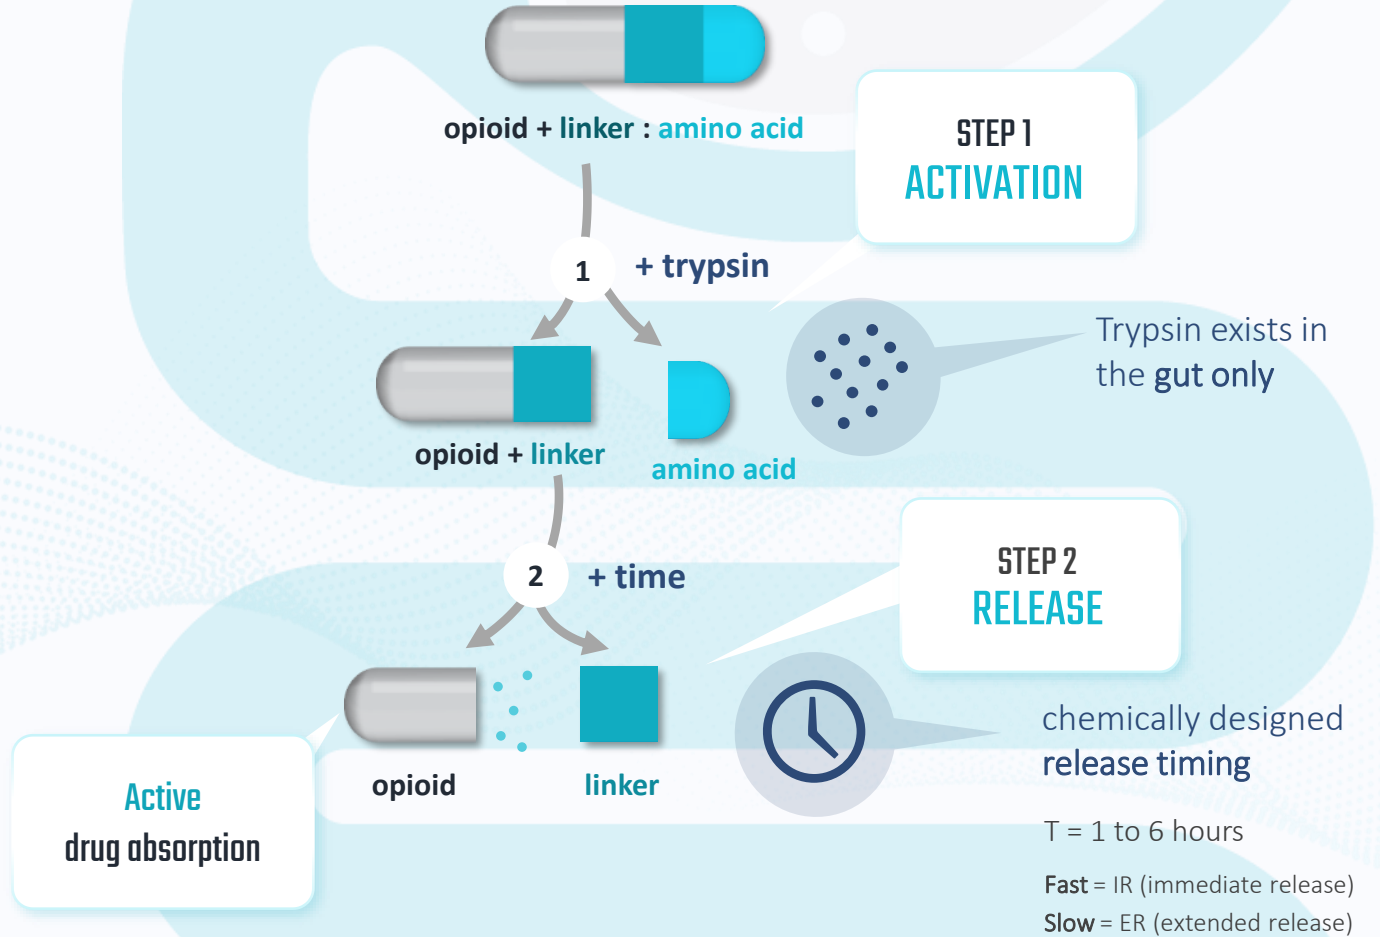 opioid + linker : amino acid
STEP 1
ACTIVATION
1
+ trypsin
Trypsin exists in
the gut only
opioid + linker
amino acid
2
+ time
STEP 2
RELEASE
opioid
linker
chemically designed
release timing
Active
drug absorption
T = 1 to 6 hours
Fast = IR (immediate release)
Slow = ER (extended release)